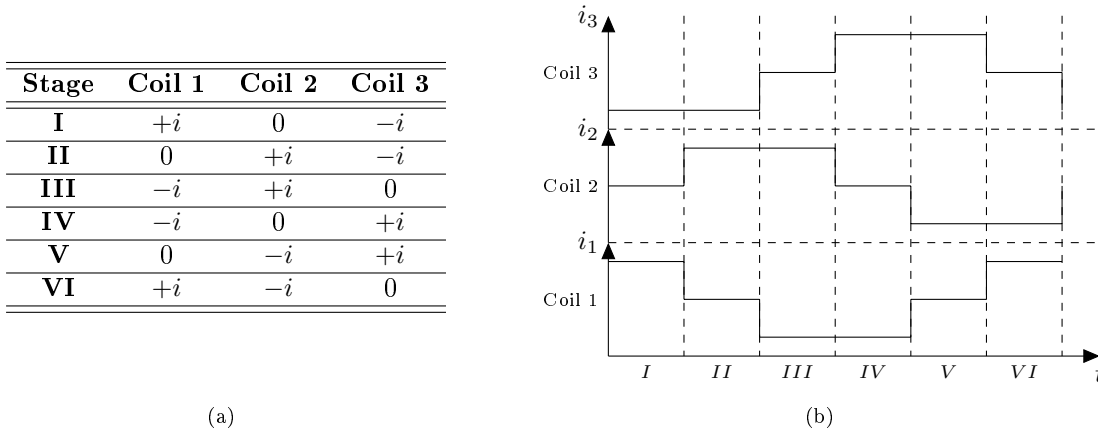 Stage Coil 1 Coil 2 Coil 3
I +i 0 −i
II 0 +i −i
III −i +i 0
IV −i 0 +i
V 0 −i +i
VI +i −i 0
(a)
i₃
Coil 3
i₂
Coil 2
i₁
Coil 1
I II III IV V VI t
(b)